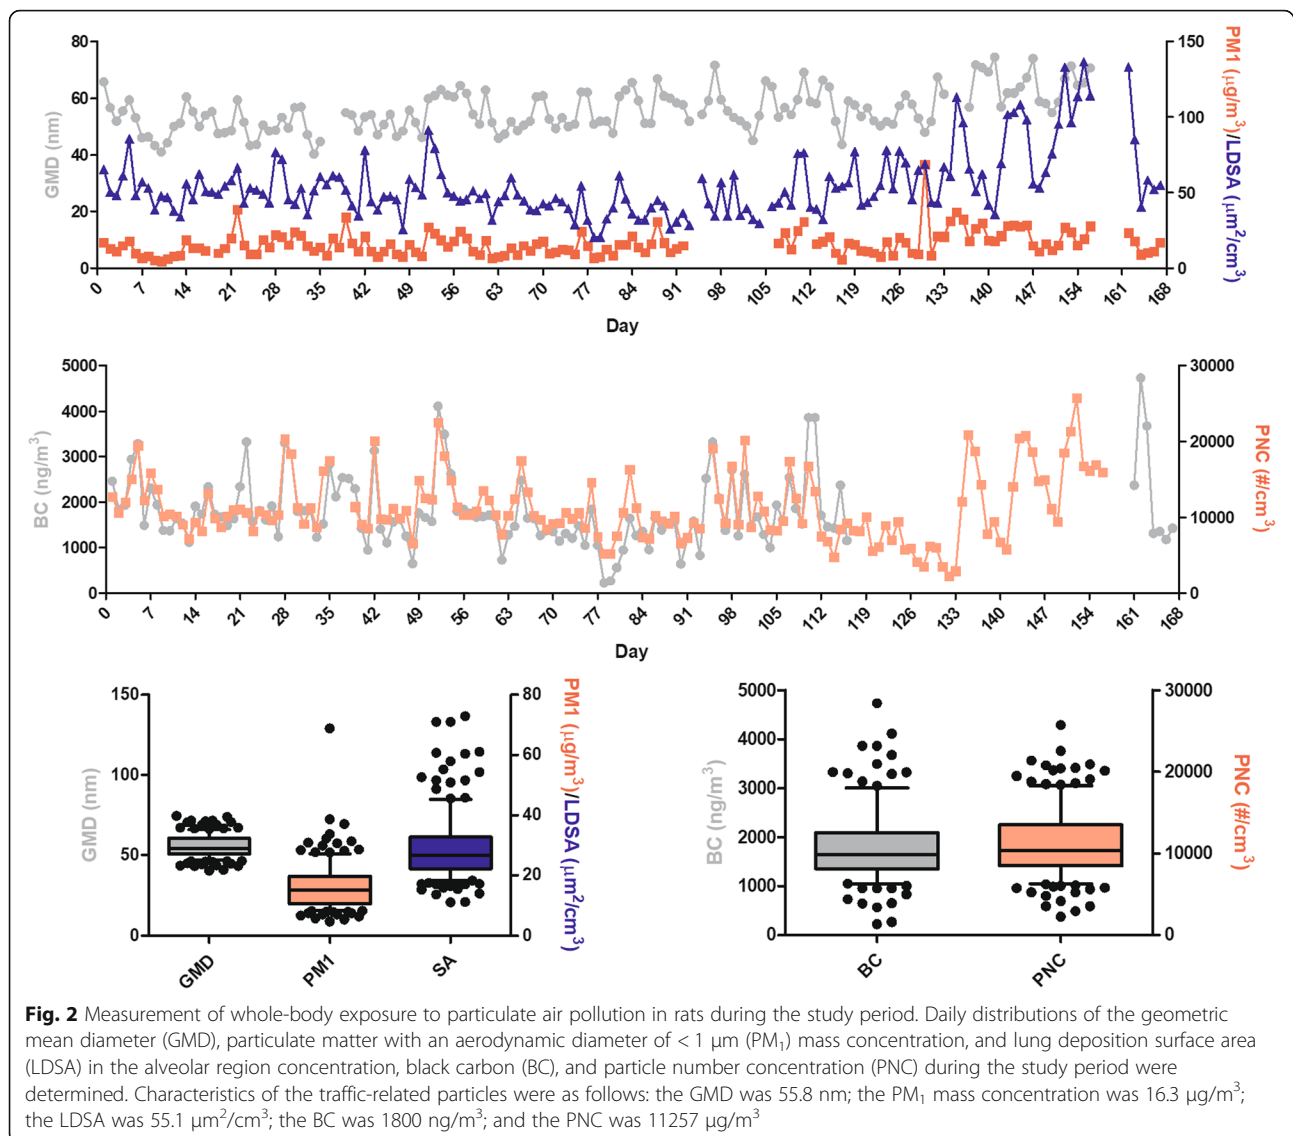 80
60
40
20
0
GMD (nm)
150
100
50
0
PM1 (µg/m³)/LDSA (µm²/cm³)
0 7 14 21 28 35 42 49 56 63 70 77 84 91 98 105 112 119 126 133 140 147 154 161 168
Day
5000
4000
3000
2000
1000
0
BC (ng/m³)
30000
20000
10000
0
PNC (#/cm³)
0 7 14 21 28 35 42 49 56 63 70 77 84 91 98 105 112 119 126 133 140 147 154 161 168
Day
150
100
50
0
GMD (nm)
80
60
40
20
0
PM1 (µg/m³)/LDSA (µm²/cm³)
GMD PM1 SA
5000
4000
3000
2000
1000
0
BC (ng/m³)
30000
20000
10000
0
PNC (#/cm³)
BC PNC
Fig. 2 Measurement of whole-body exposure to particulate air pollution in rats during the study period. Daily distributions of the geometric
mean diameter (GMD), particulate matter with an aerodynamic diameter of < 1 µm (PM₁) mass concentration, and lung deposition surface area
(LDSA) in the alveolar region concentration, black carbon (BC), and particle number concentration (PNC) during the study period were
determined. Characteristics of the traffic-related particles were as follows: the GMD was 55.8 nm; the PM₁ mass concentration was 16.3 µg/m³;
the LDSA was 55.1 µm²/cm³; the BC was 1800 ng/m³; and the PNC was 11257 µg/m³